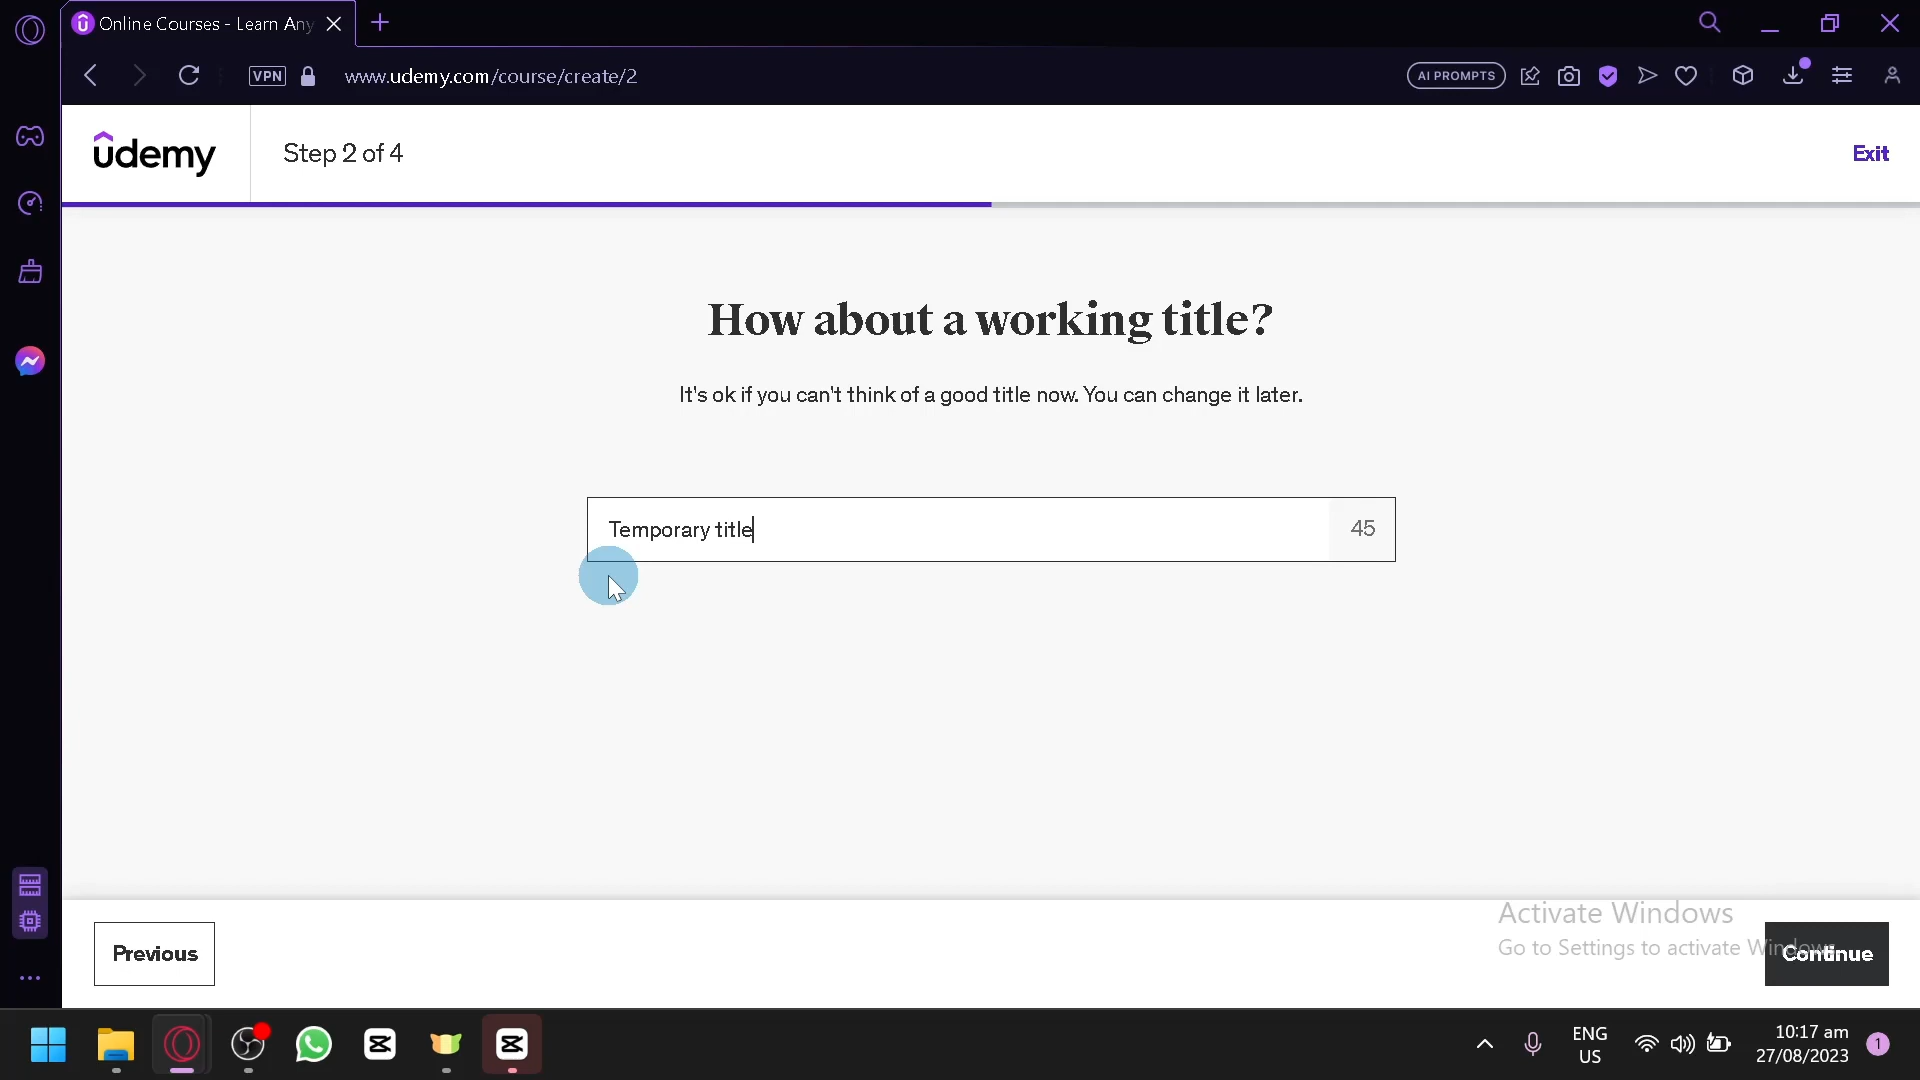 Online Courses - Learn Any
VPN
www.udemy.com/course/create/2
AI PROMPTS
udemy
Step 2 of 4
Exit
How about a working title?
It's ok if you can't think of a good title now. You can change it later.
Temporary title
45
Activate Windows
Go to Settings to activate Windows.
Previous
Continue
ENG
US
10:17 am
27/08/2023
1